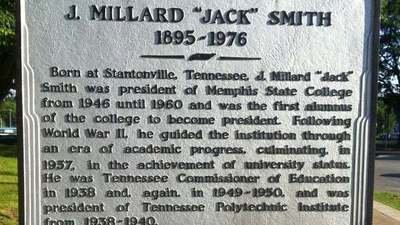 J. MILLARD "JACK" SMITH
1895-1976
Born at Stantonville, Tennessee, J. Millard "Jack"
Smith was president of Memphis State College
from 1946 until 1960 and was the first alumnus
of the college to become president. Following
World War II, he guided the institution through
an era of academic progress, culminating, in
1957, in the achievement of university status.
He was Tennessee Commissioner of Education
in 1938 and, again, in 1949-1950, and was
president of Tennessee Polytechnic Institute
from 1938-1940.